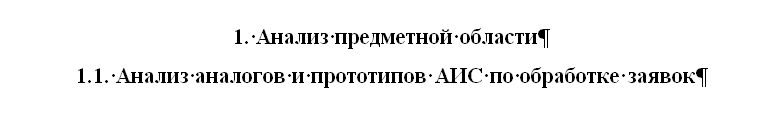 1. Анализ предметной области¶
1.1. Анализ аналогов и прототипов АИС по обработке заявок¶